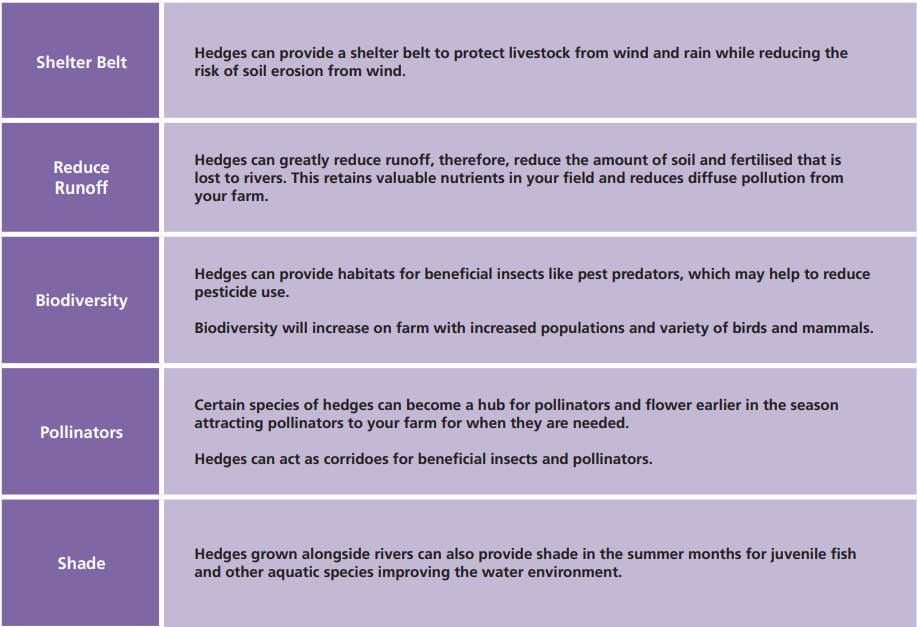 Shelter Belt
Hedges can provide a shelter belt to protect livestock from wind and rain while reducing the
risk of soil erosion from wind.
Reduce
Runoff
Hedges can greatly reduce runoff, therefore, reduce the amount of soil and fertilised that is
lost to rivers. This retains valuable nutrients in your field and reduces diffuse pollution from
your farm.
Biodiversity
Hedges can provide habitats for beneficial insects like pest predators, which may help to reduce
pesticide use.
Biodiversity will increase on farm with increased populations and variety of birds and mammals.
Pollinators
Certain species of hedges can become a hub for pollinators and flower earlier in the season
attracting pollinators to your farm for when they are needed.
Hedges can act as corridoes for beneficial insects and pollinators.
Shade
Hedges grown alongside rivers can also provide shade in the summer months for juvenile fish
and other aquatic species improving the water environment.